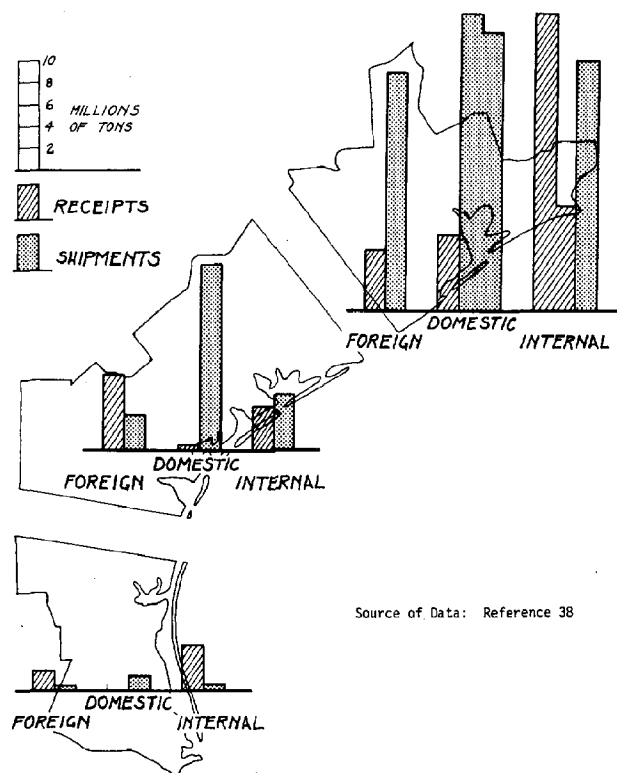 10
8
6
4
2
MILLIONS
OF TONS
RECEIPTS
SHIPMENTS
FOREIGN
DOMESTIC
INTERNAL
DOMESTIC
FOREIGN
INTERNAL
Source of Data: Reference 38
DOMESTIC
FOREIGN
INTERNAL